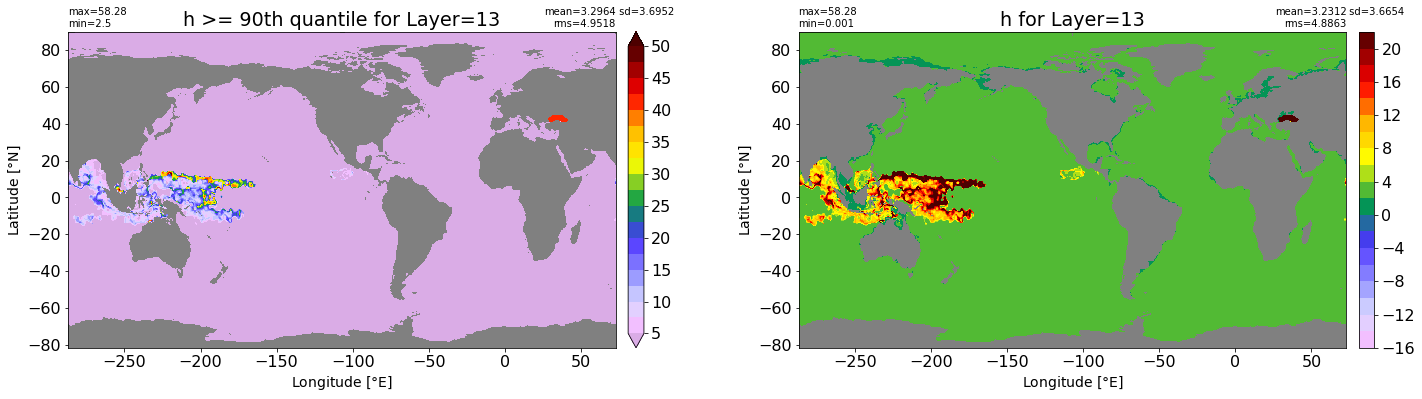 max=58.28
min=2.5
h >= 90th quantile for Layer=13
mean=3.2964 sd=3.6952
rms=4.9518
80
60
40
20
0
−20
−40
−60
−80
Latitude [°N]
−250 −200 −150 −100 −50 0 50
Longitude [°E]
50
45
40
35
30
25
20
15
10
5
max=58.28
min=0.001
h for Layer=13
mean=3.2312 sd=3.6654
rms=4.8863
80
60
40
20
0
−20
−40
−60
−80
Latitude [°N]
−250 −200 −150 −100 −50 0 50
Longitude [°E]
20
16
12
8
4
0
−4
−8
−12
−16